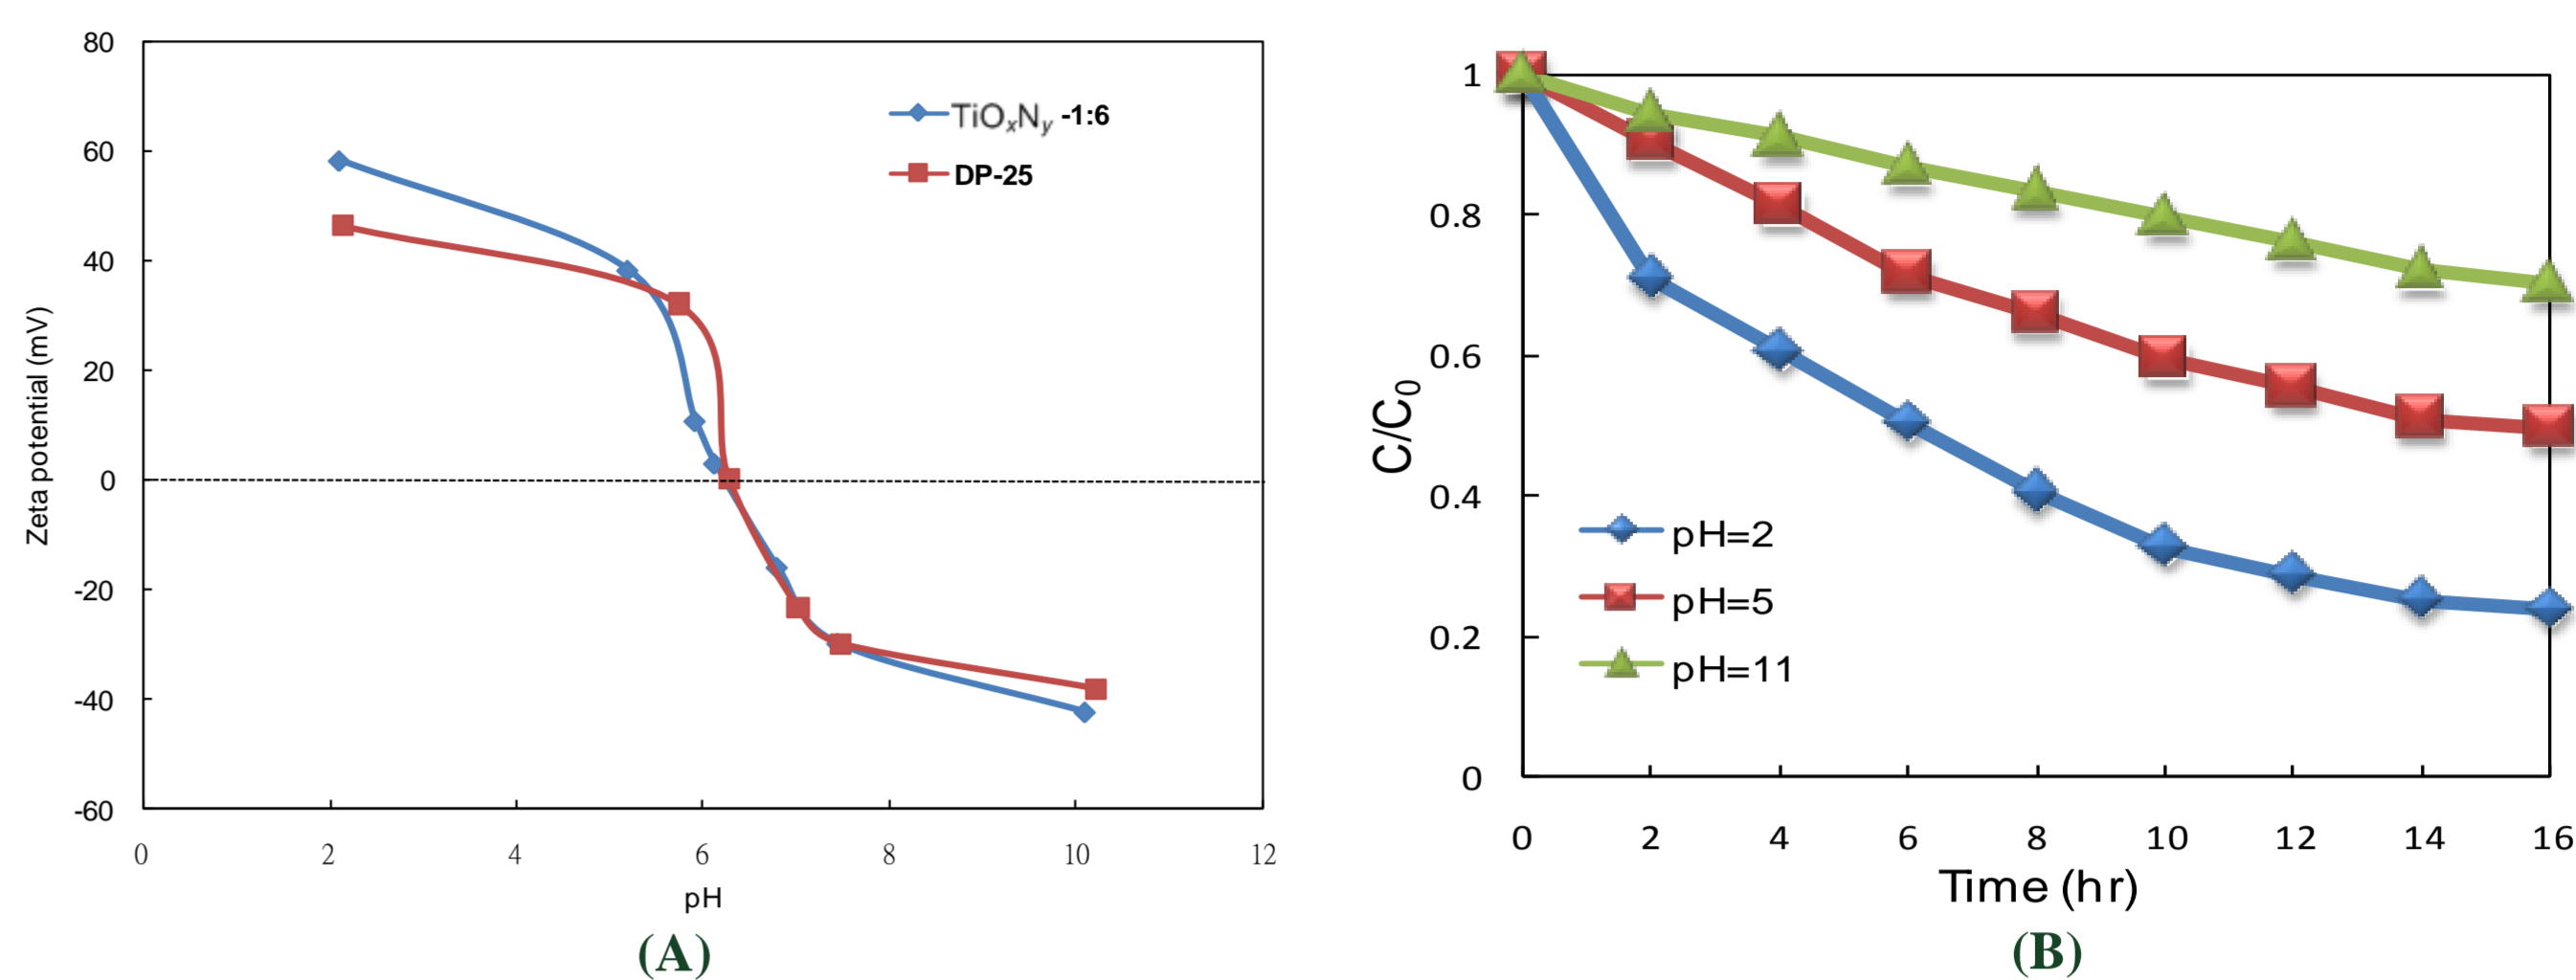 80
60
40
20
0
-20
-40
-60
Zeta potential (mV)
TiOxNy -1:6
DP-25
0 2 4 6 8 10 12
pH
(A)
1
0.8
0.6
0.4
0.2
0
C/C0
pH=2
pH=5
pH=11
0 2 4 6 8 10 12 14 16
Time (hr)
(B)